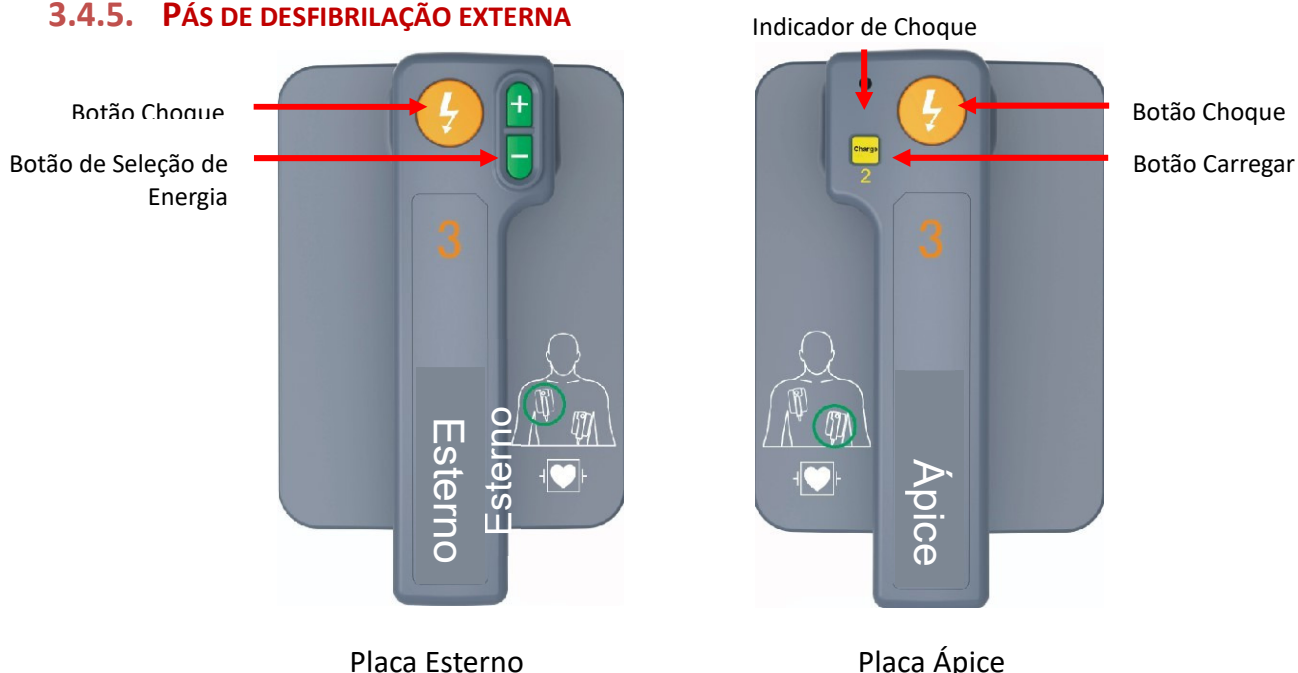 3.4.5. PÁS DE DESFIBRILAÇÃO EXTERNA
Indicador de Choque
Botão Choque
Botão de Seleção de
Energia
Botão Choque
Botão Carregar
+
−
3
Esterno
Esterno
Charge
2
3
Ápice
Placa Esterno
Placa Ápice